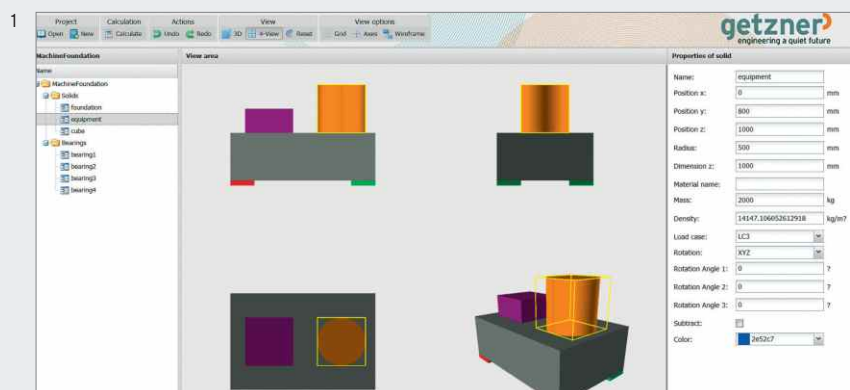 1
Project Calculation Actions View View options
Open New Calculate Undo Redo 3D 4-View Reset Grid Axes Wireframe
getzner
engineering a quiet future
MachineFoundation View area Properties of solid
Name
MachineFoundation
Solids
foundation
equipment
cube
Bearings
bearing1
bearing2
bearing3
bearing4
Name: equipment
Position x: 0 mm
Position y: 800 mm
Position z: 1000 mm
Radius: 500 mm
Dimension z: 1000 mm
Material name:
Mass: 2000 kg
Density: 14147.106052612918 kg/m?
Load case: LC3
Rotation: XYZ
Rotation Angle 1: 0 ?
Rotation Angle 2: 0 ?
Rotation Angle 3: 0 ?
Subtract:
Color: 2e52c7